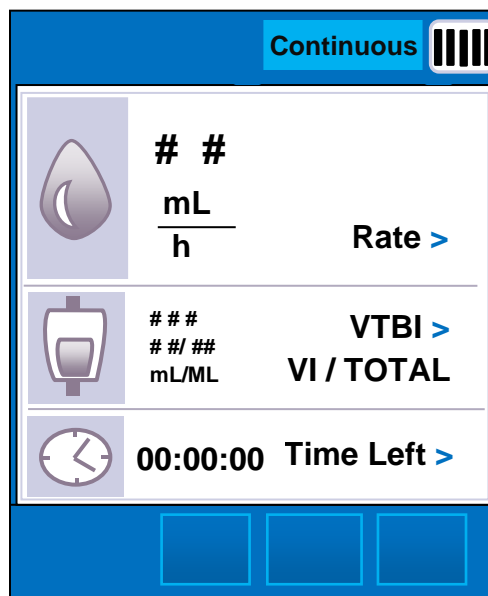 Continuous
# #
mL
h
Rate >
# # #
# #/ ##
mL/ML
VTBI >
VI / TOTAL
00:00:00
Time Left >